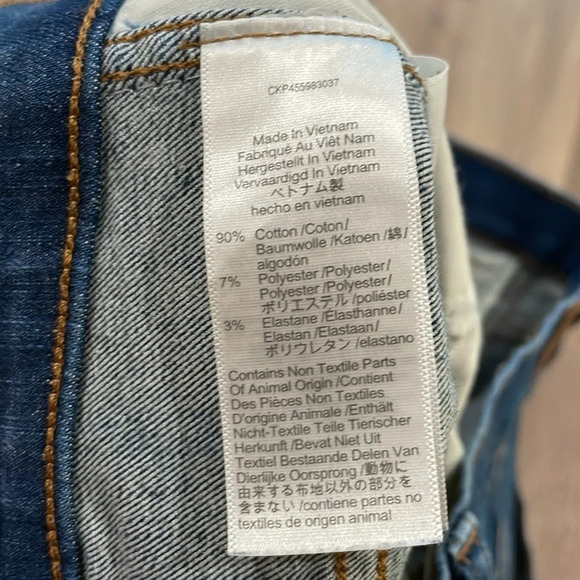 CKP455983037
Made In Vietnam
Fabriqué Au Viêt Nam
Hergestellt In Vietnam
Vervaardigd In Vietnam
ベトナム製
hecho en vietnam
90% Cotton /Coton/
Baumwolle /Katoen /綿/
algodón
7% Polyester /Polyester/
Polyester /Polyester/
ポリエステル /poliéster
3% Elastane /Élasthanne/
Elastan /Elastaan/
ポリウレタン /elastano
Contains Non Textile Parts
Of Animal Origin /Contient
Des Pièces Non Textiles
D'origine Animale /Enthält
Nicht-Textile Teile Tierischer
Herkunft /Bevat Niet Uit
Textiel Bestaande Delen Van
Dierlijke Oorsprong /動物に
由来する布地以外の部分を
含まない /contiene partes no
textiles de origen animal